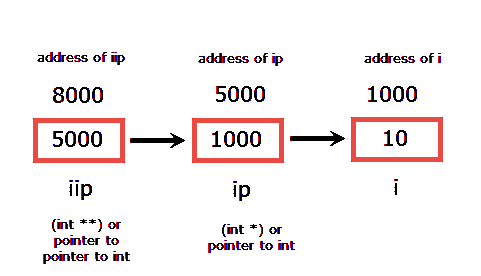 address of iip
address of ip
address of i
8000
5000
1000
5000
1000
10
iip
ip
i
(int **) or
pointer to
pointer to int
(int *) or
pointer to int